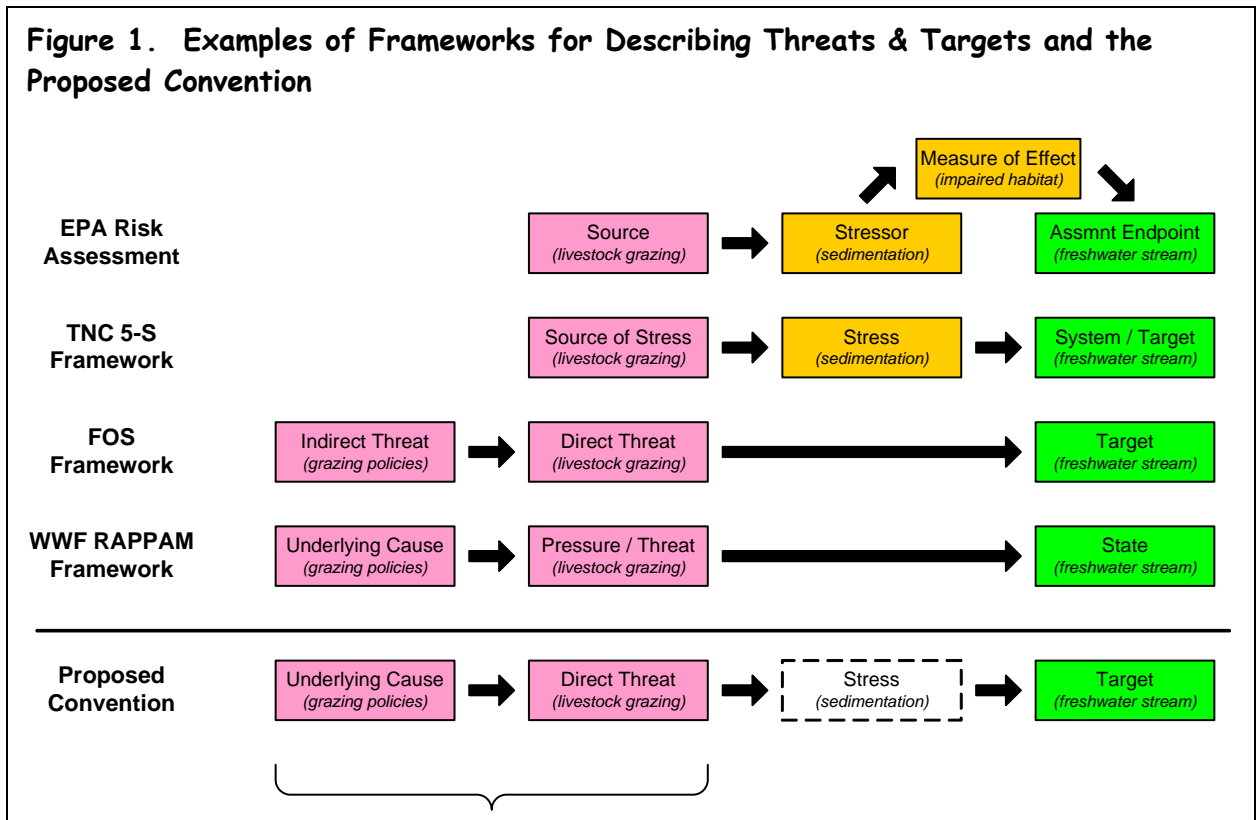 Figure 1. Examples of Frameworks for Describing Threats & Targets and the
Proposed Convention
Measure of Effect
(impaired habitat)
EPA Risk
Assessment
Source
(livestock grazing)
Stressor
(sedimentation)
Assmnt Endpoint
(freshwater stream)
TNC 5-S
Framework
Source of Stress
(livestock grazing)
Stress
(sedimentation)
System / Target
(freshwater stream)
FOS
Framework
Indirect Threat
(grazing policies)
Direct Threat
(livestock grazing)
Target
(freshwater stream)
WWF RAPPAM
Framework
Underlying Cause
(grazing policies)
Pressure / Threat
(livestock grazing)
State
(freshwater stream)
Proposed
Convention
Underlying Cause
(grazing policies)
Direct Threat
(livestock grazing)
Stress
(sedimentation)
Target
(freshwater stream)